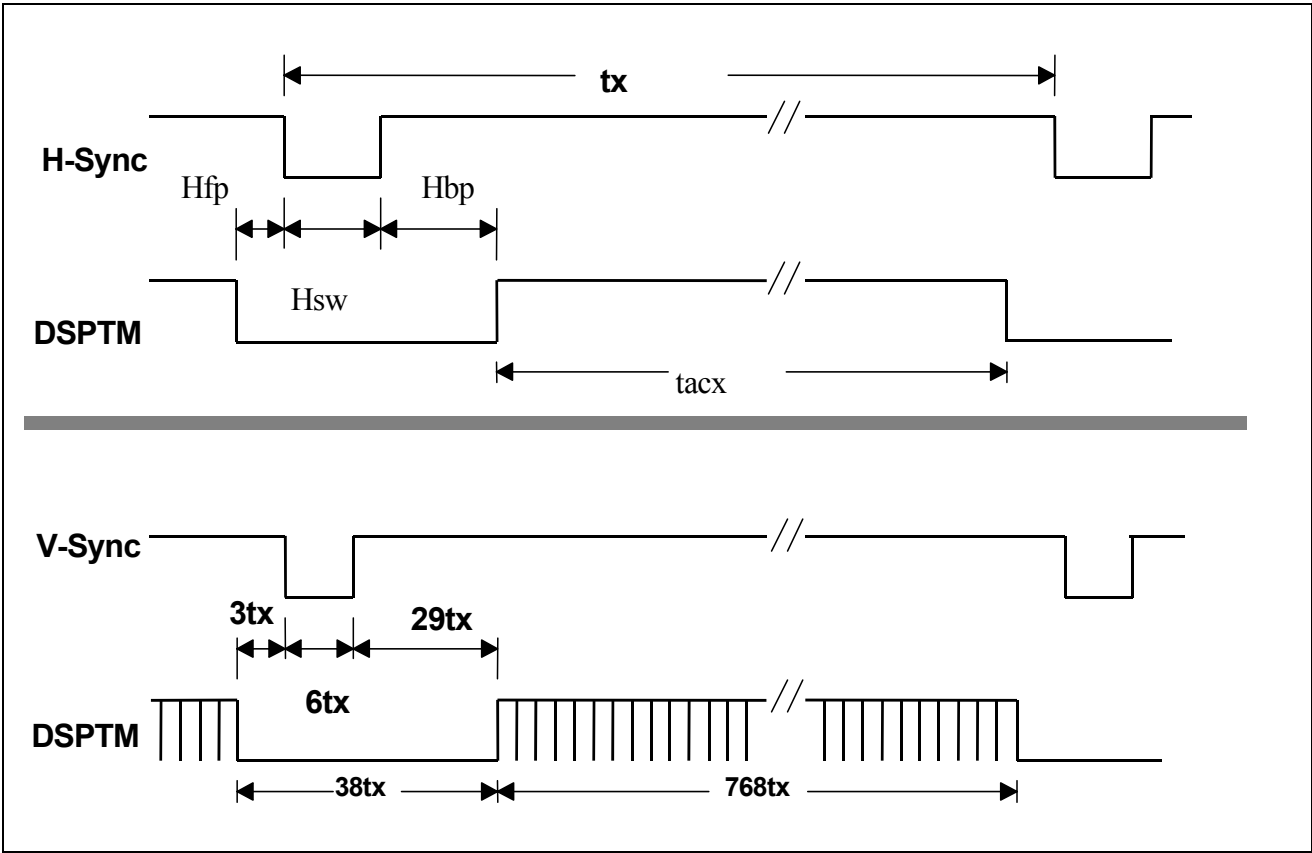 tx
H-Sync
Hfp
Hbp
Hsw
DSPTM
tacx
V-Sync
3tx
29tx
6tx
DSPTM
38tx
768tx